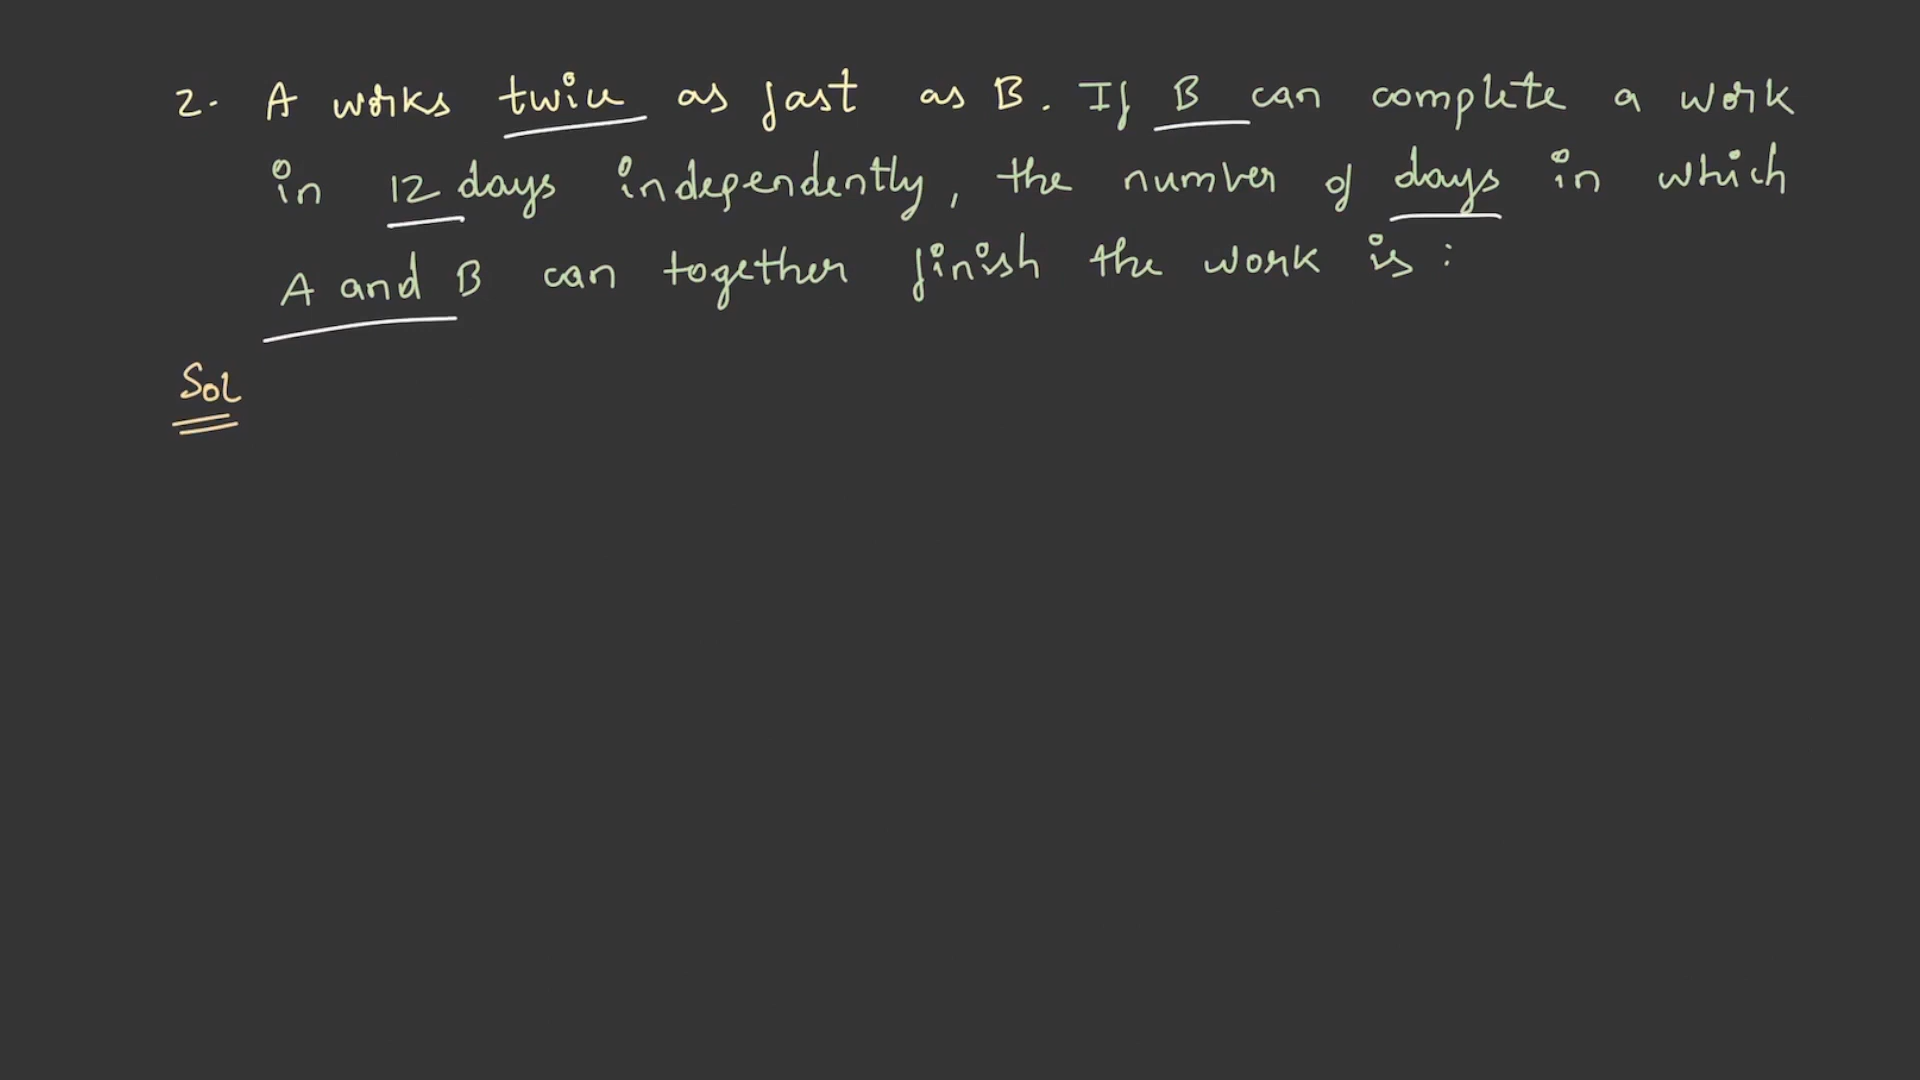 2. A works twice as fast as B. If B can complete a work
in 12 days independently, the number of days in which
A and B can together finish the work is :
Sol